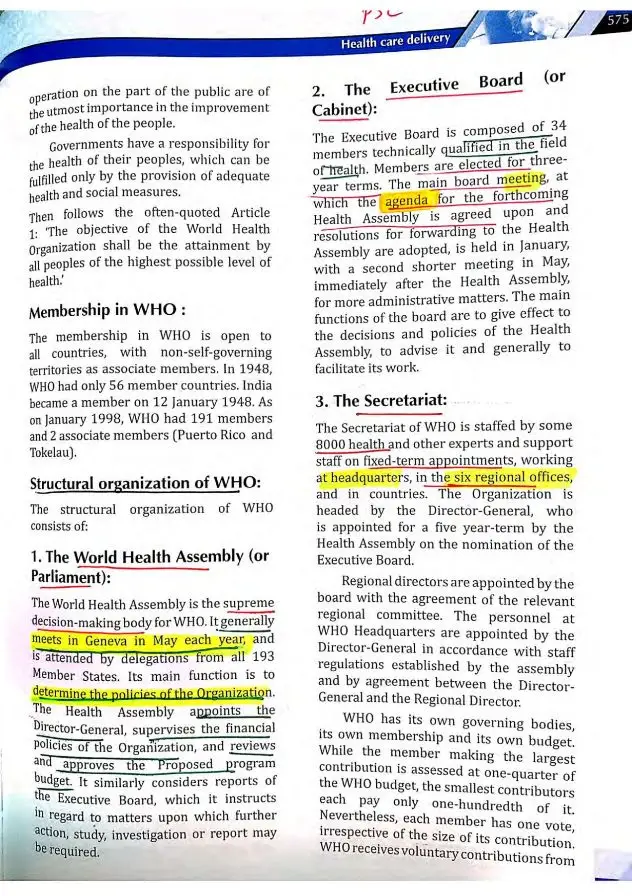 PSC
Health care delivery
575
operation on the part of the public are of
the utmost importance in the improvement
of the health of the people.
Governments have a responsibility for
the health of their peoples, which can be
fulfilled only by the provision of adequate
health and social measures.
Then follows the often-quoted Article
1: 'The objective of the World Health
Organization shall be the attainment by
all peoples of the highest possible level of
health.'
Membership in WHO :
The membership in WHO is open to
all countries, with non-self-governing
territories as associate members. In 1948,
WHO had only 56 member countries. India
became a member on 12 January 1948. As
on January 1998, WHO had 191 members
and 2 associate members (Puerto Rico and
Tokelau).
Structural organization of WHO:
The structural organization of WHO
consists of:
1. The World Health Assembly (or
Parliament):
The World Health Assembly is the supreme
decision-making body for WHO. It generally
meets in Geneva in May each year, and
is attended by delegations from all 193
Member States. Its main function is to
determine the policies of the Organization.
The Health Assembly appoints the
Director-General, supervises the financial
policies of the Organization, and reviews
and approves the Proposed program
budget. It similarly considers reports of
the Executive Board, which it instructs
in regard to matters upon which further
action, study, investigation or report may
be required.
2. The Executive Board (or
Cabinet):
The Executive Board is composed of 34
members technically qualified in the field
of health. Members are elected for three-
year terms. The main board meeting, at
which the agenda for the forthcoming
Health Assembly is agreed upon and
resolutions for forwarding to the Health
Assembly are adopted, is held in January,
with a second shorter meeting in May,
immediately after the Health Assembly,
for more administrative matters. The main
functions of the board are to give effect to
the decisions and policies of the Health
Assembly, to advise it and generally to
facilitate its work.
3. The Secretariat:
The Secretariat of WHO is staffed by some
8000 health and other experts and support
staff on fixed-term appointments, working
at headquarters, in the six regional offices,
and in countries. The Organization is
headed by the Director-General, who
is appointed for a five year-term by the
Health Assembly on the nomination of the
Executive Board.
Regional directors are appointed by the
board with the agreement of the relevant
regional committee. The personnel at
WHO Headquarters are appointed by the
Director-General in accordance with staff
regulations established by the assembly
and by agreement between the Director-
General and the Regional Director.
WHO has its own governing bodies,
its own membership and its own budget.
While the member making the largest
contribution is assessed at one-quarter of
the WHO budget, the smallest contributors
each pay only one-hundredth of it.
Nevertheless, each member has one vote,
irrespective of the size of its contribution.
WHO receives voluntary contributions from